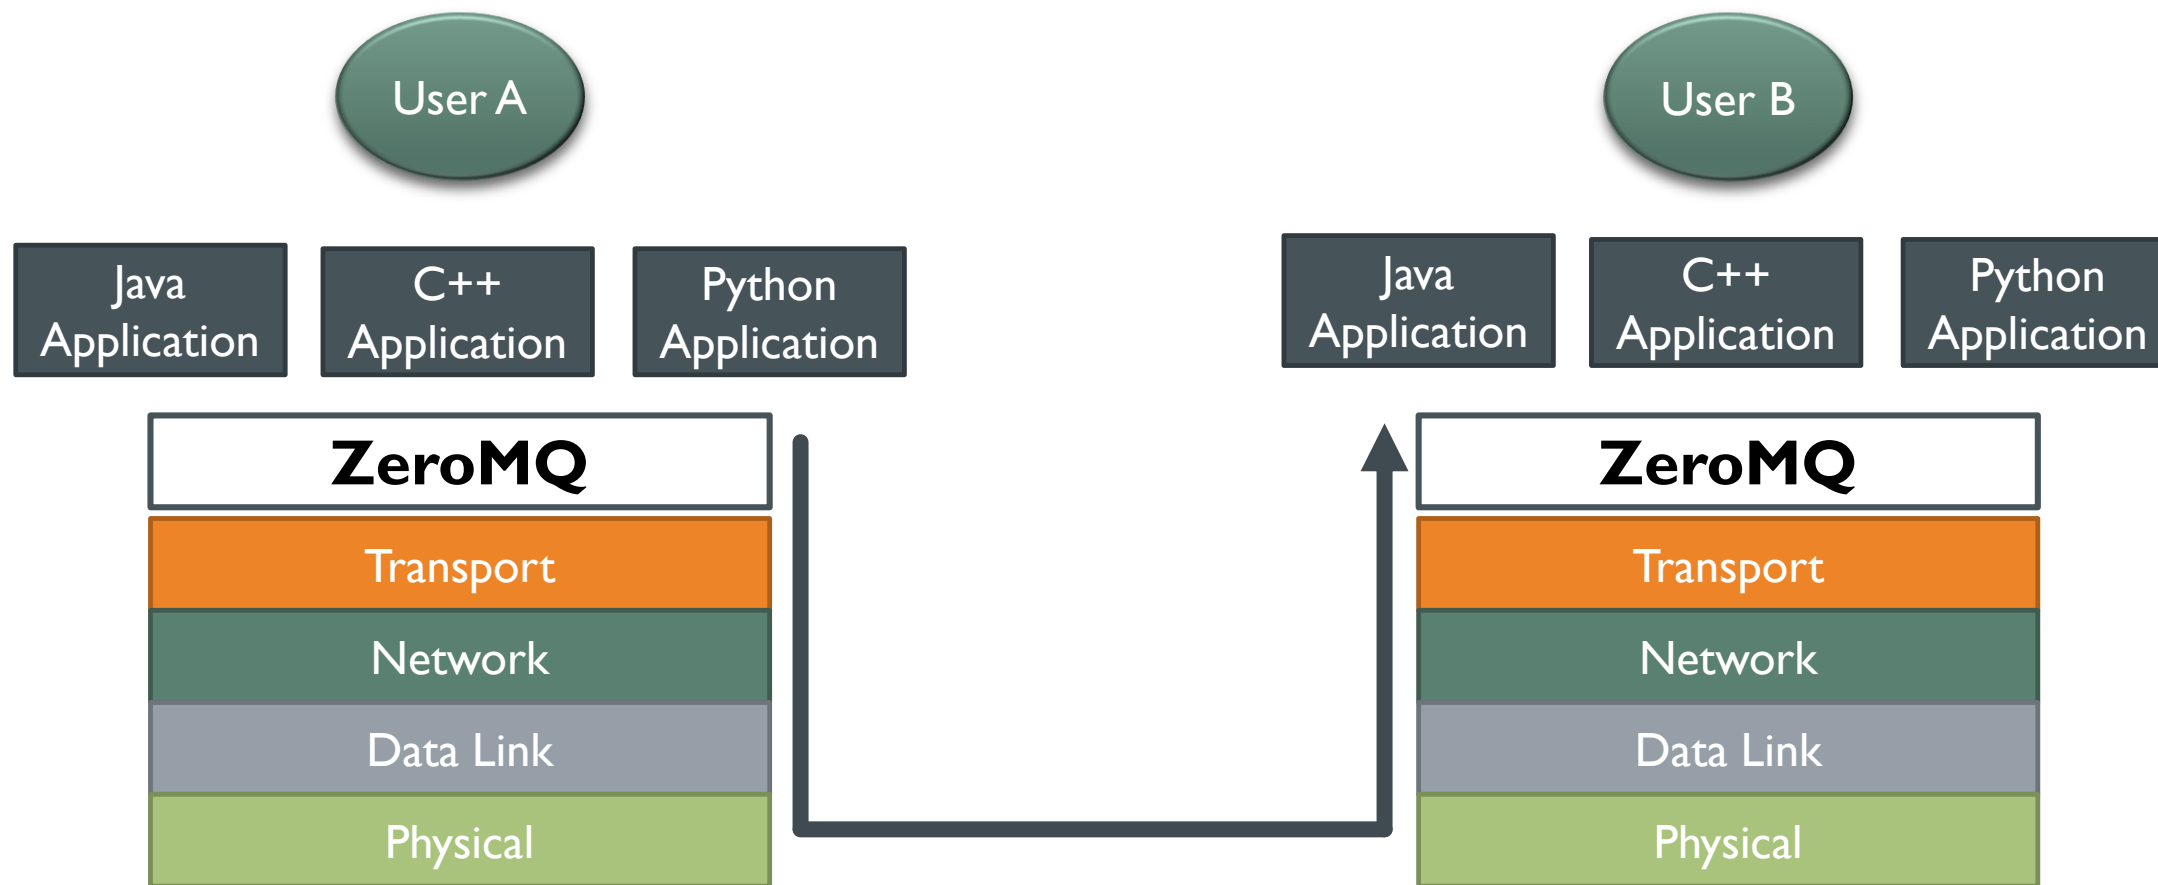 User A
Java
Application
C++
Application
Python
Application
ZeroMQ
Transport
Network
Data Link
Physical
User B
Java
Application
C++
Application
Python
Application
ZeroMQ
Transport
Network
Data Link
Physical